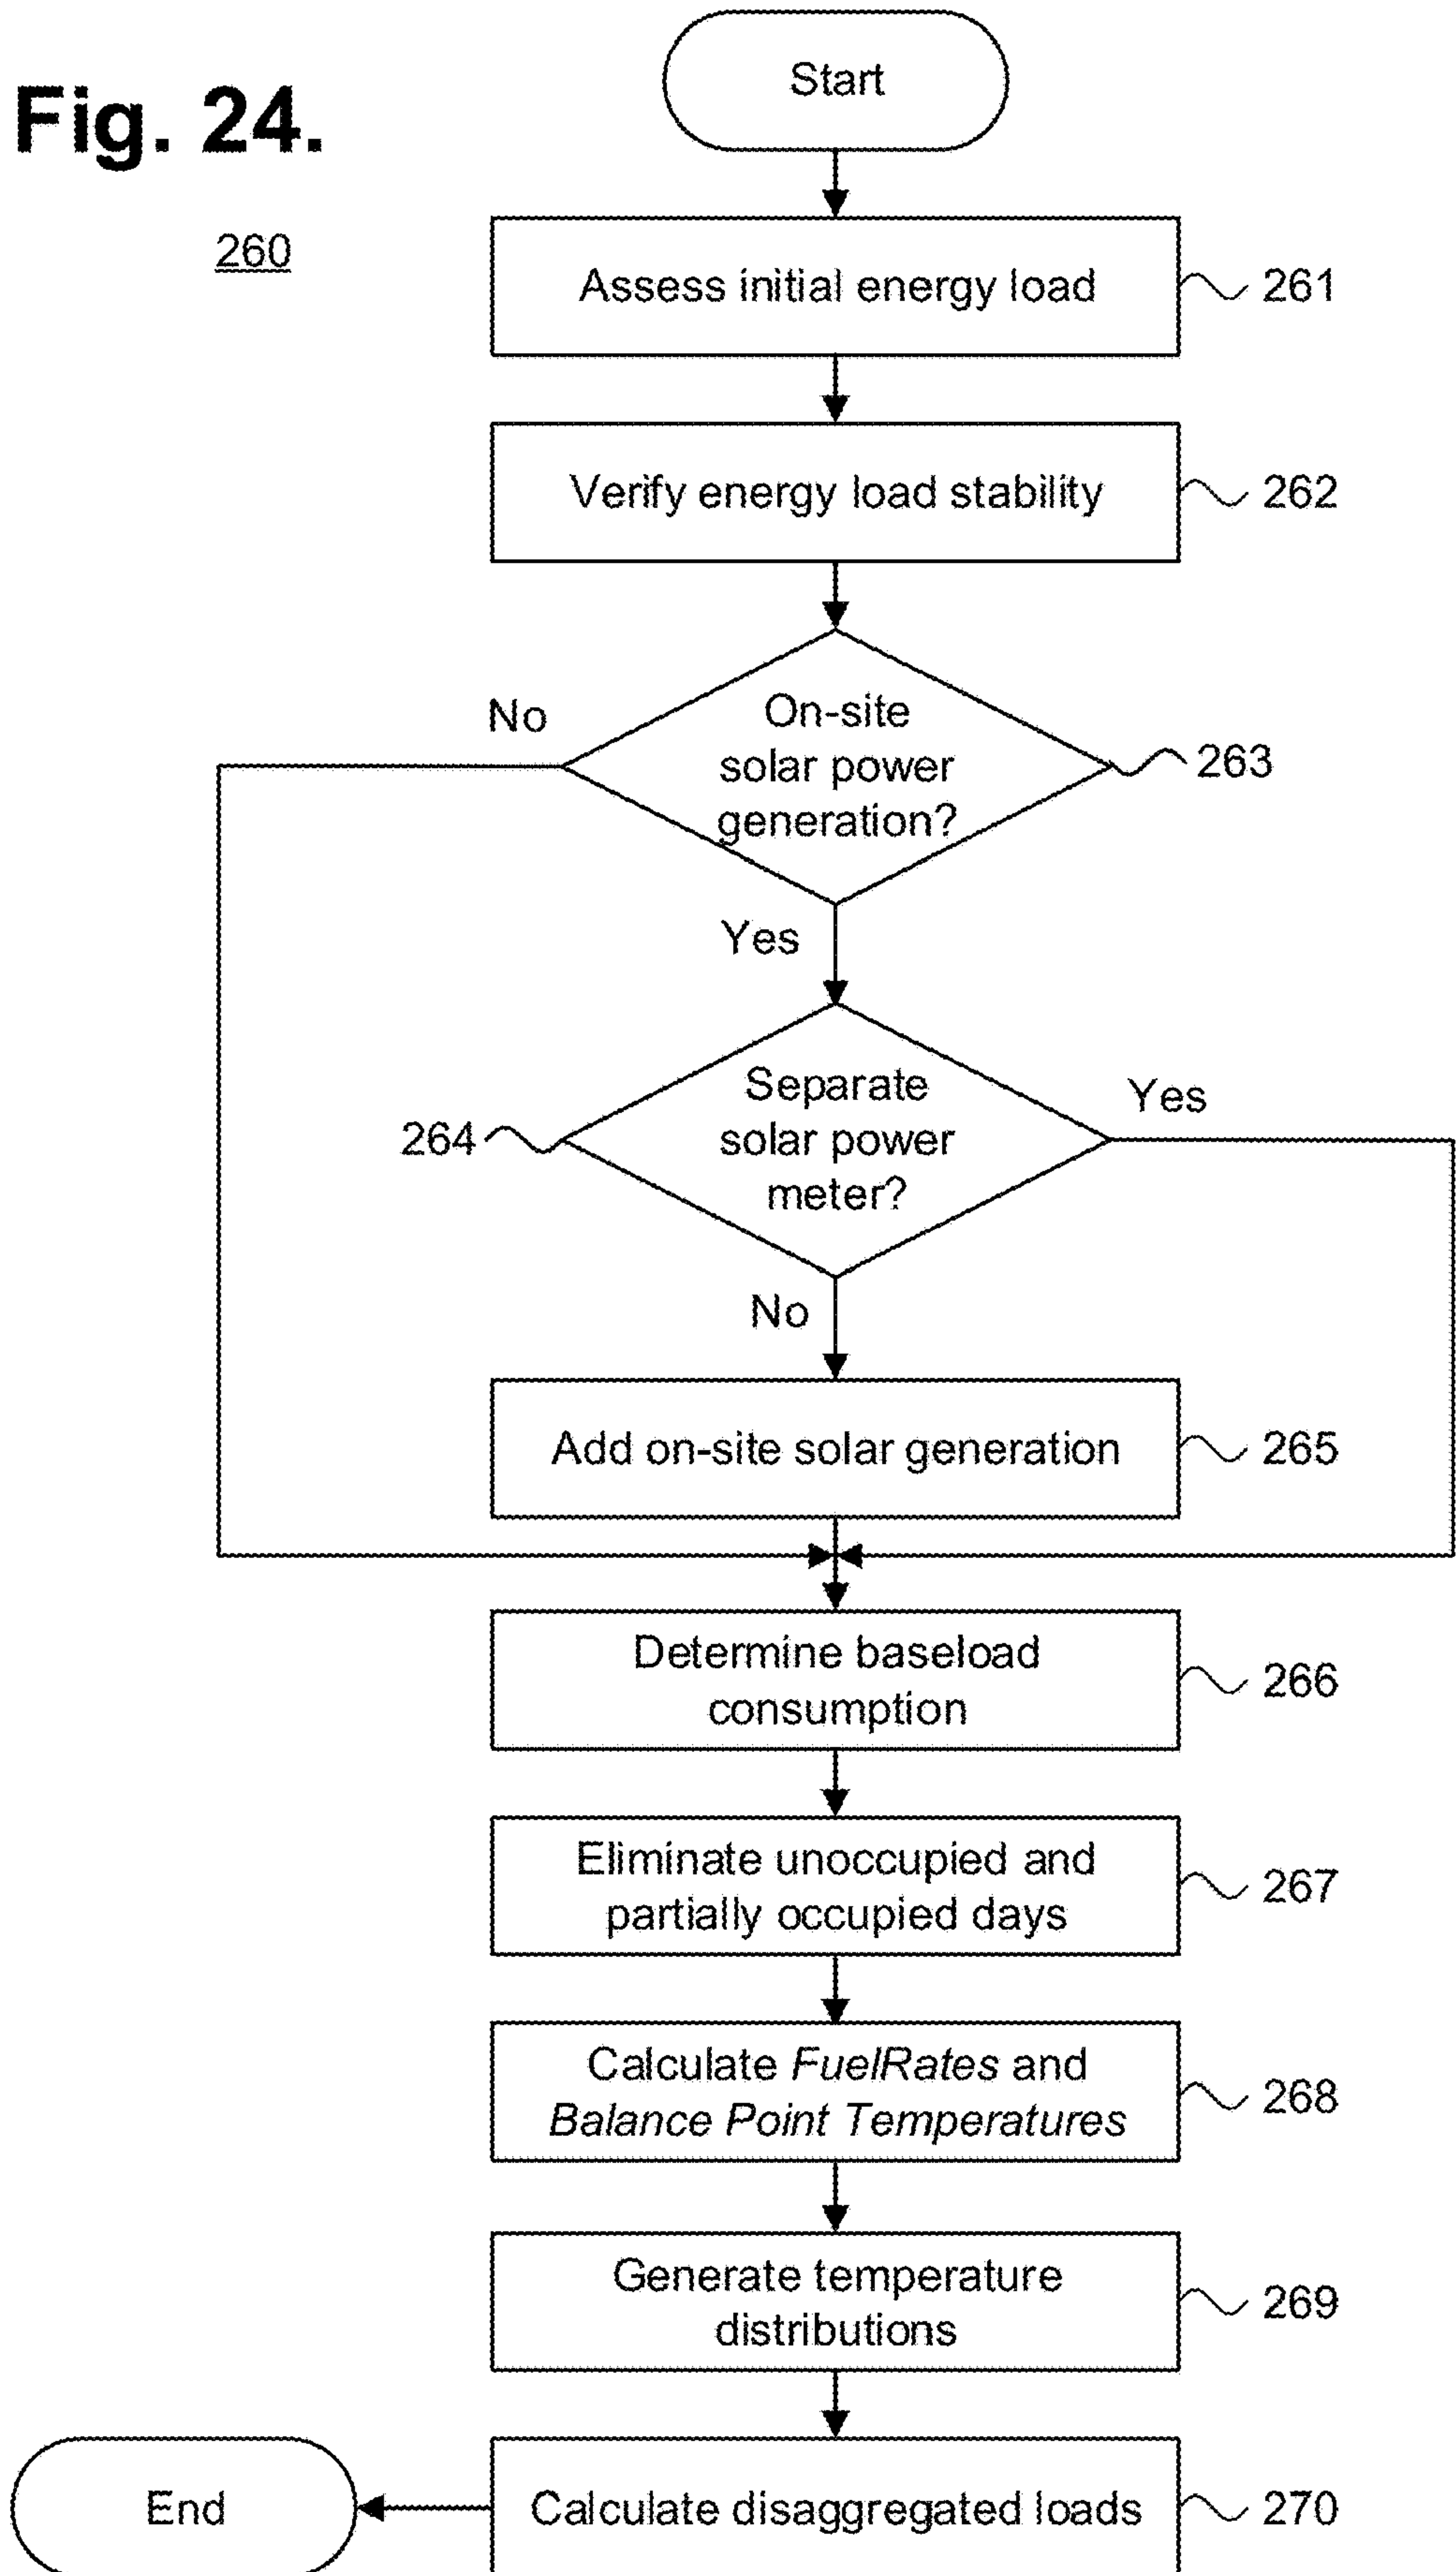 Fig. 24.
260
Start
Assess initial energy load
261
Verify energy load stability
262
No
On-site
solar power
generation?
263
Yes
Separate
solar power
meter?
Yes
264
No
Add on-site solar generation
265
Determine baseload
consumption
266
Eliminate unoccupied and
partially occupied days
267
Calculate FuelRates and
Balance Point Temperatures
268
Generate temperature
distributions
269
End
Calculate disaggregated loads
270